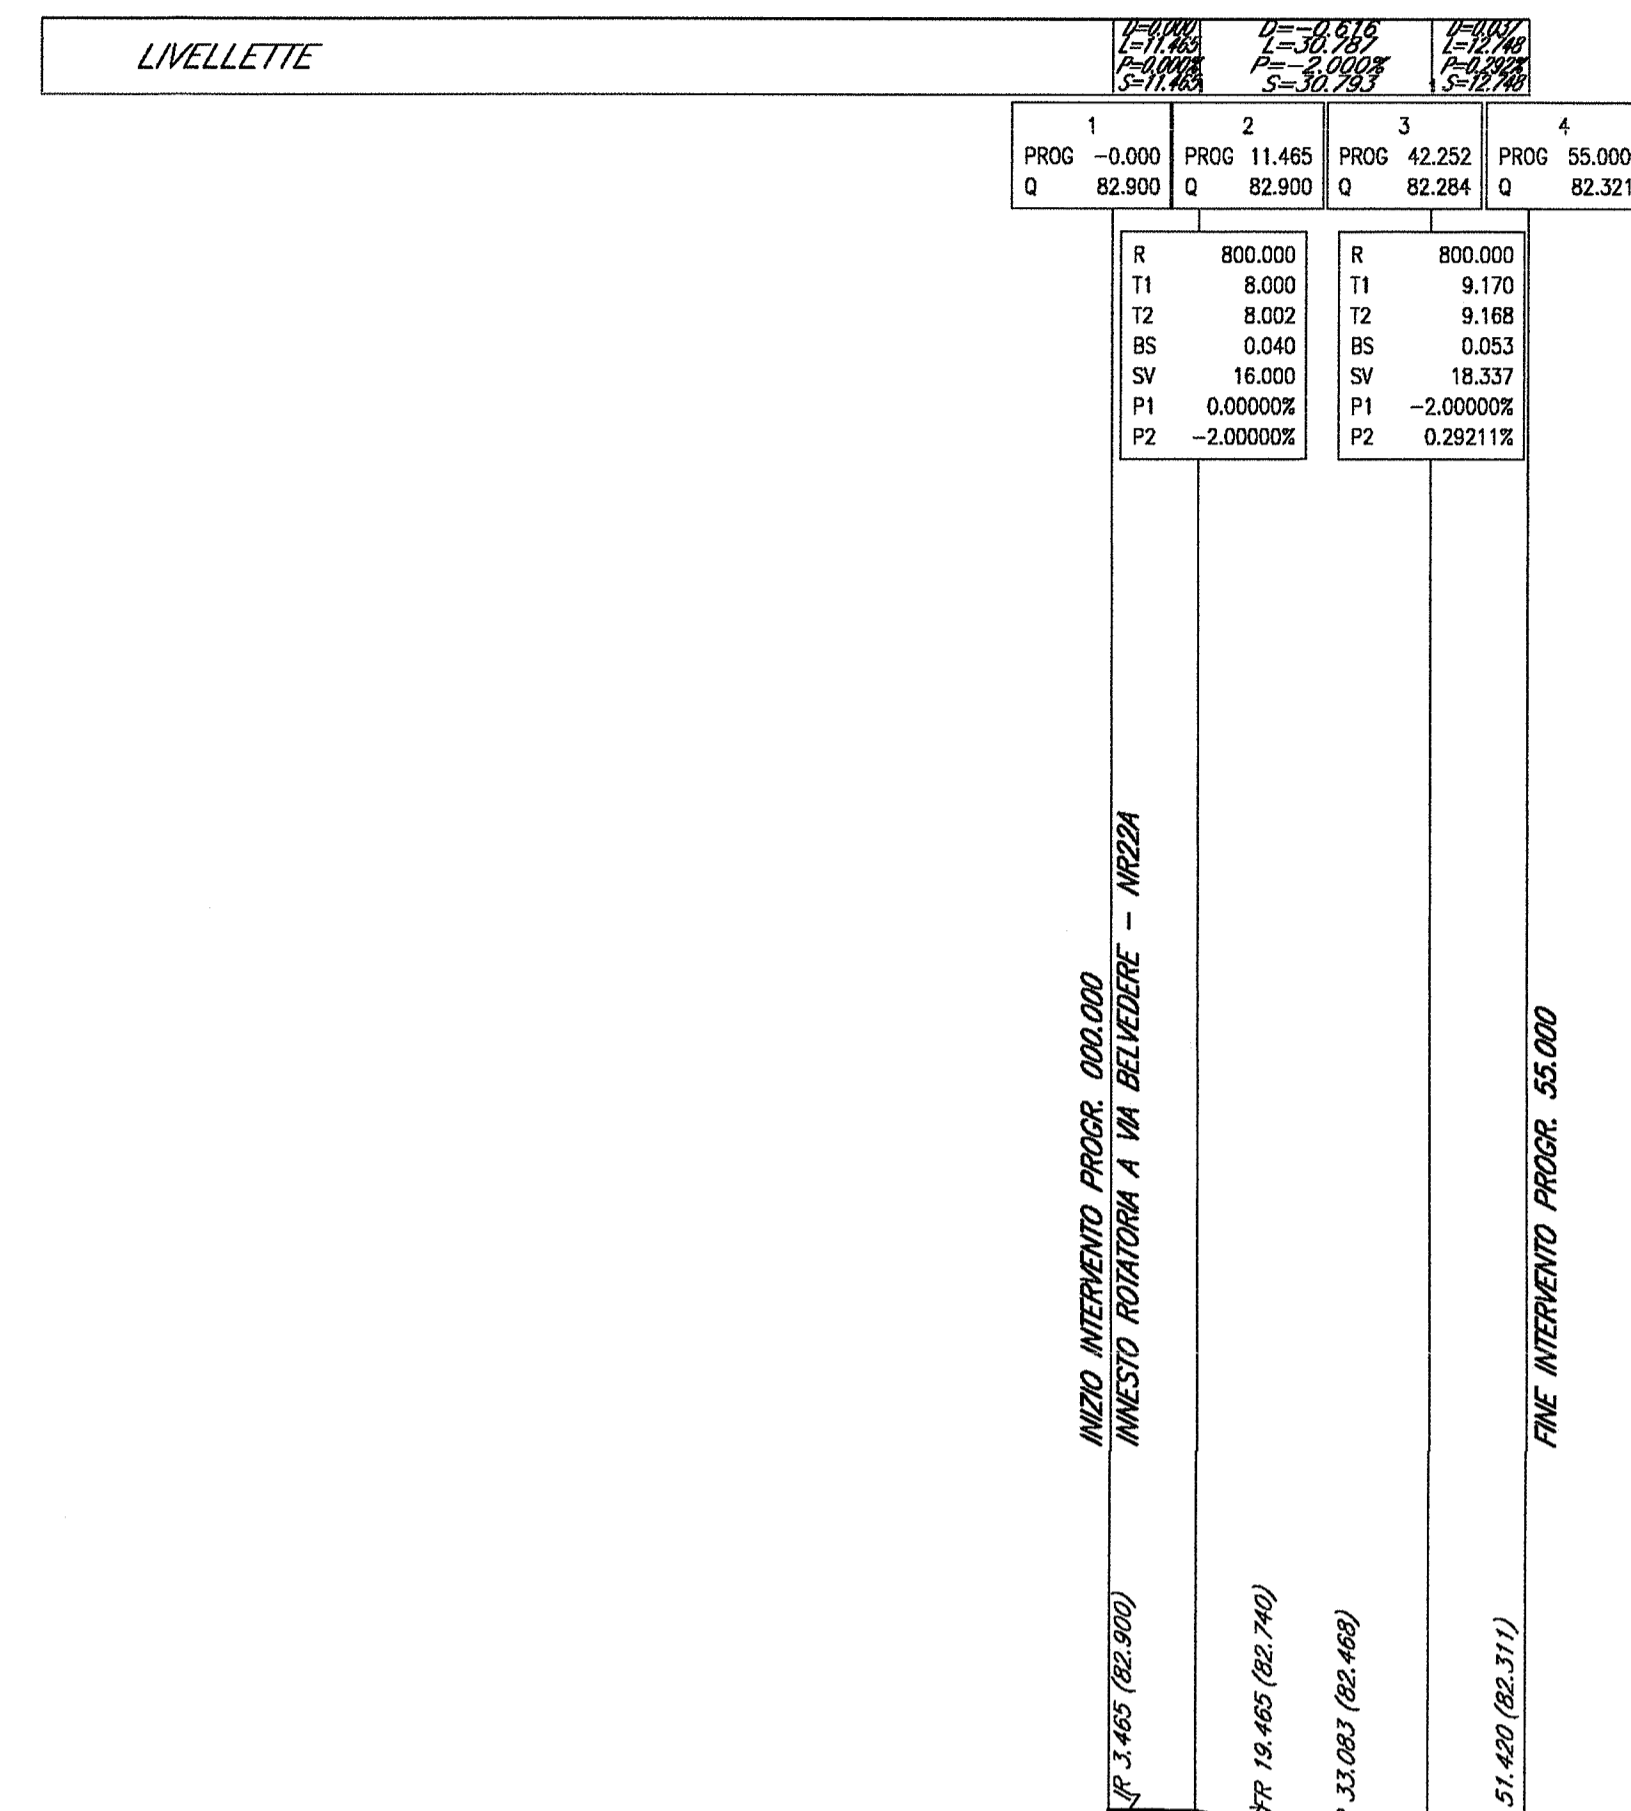 LIVELLETTE
D=0.000
L=11.465
P=0.000%
S=11.465
D=-0.616
L=30.787
P=-2.000%
S=30.793
D=0.037
L=12.748
P=0.292%
S=12.748
1
PROG -0.000
Q 82.900
2
PROG 11.465
Q 82.900
3
PROG 42.252
Q 82.284
4
PROG 55.000
Q 82.321
R 800.000
T1 8.000
T2 8.002
BS 0.040
SV 16.000
P1 0.00000%
P2 -2.00000%
R 800.000
T1 9.170
T2 9.168
BS 0.053
SV 18.337
P1 -2.00000%
P2 0.29211%
INIZIO INTERVENTO PROGR. 000.000
INNESTO ROTATORIA A VIA BELVEDERE - NR22A
FINE INTERVENTO PROGR. 55.000
IR 3.465 (82.900)
FR 19.465 (82.740)
33.083 (82.468)
51.420 (82.311)